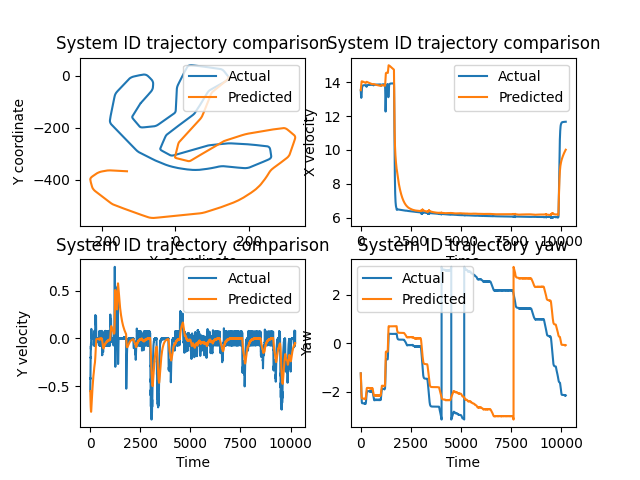 System ID trajectory comparison
System ID trajectory comparison
0
−200
−400
Y coordinate
Actual
Predicted
−200
0
200
X coordinate
14
12
10
8
6
X velocity
Actual
Predicted
0
2500
5000
7500
10000
Time
System ID trajectory comparison
System ID trajectory yaw
0.5
0.0
−0.5
Y velocity
Actual
Predicted
0
2500
5000
7500
10000
Time
2
0
−2
Yaw
Actual
Predicted
0
2500
5000
7500
10000
Time